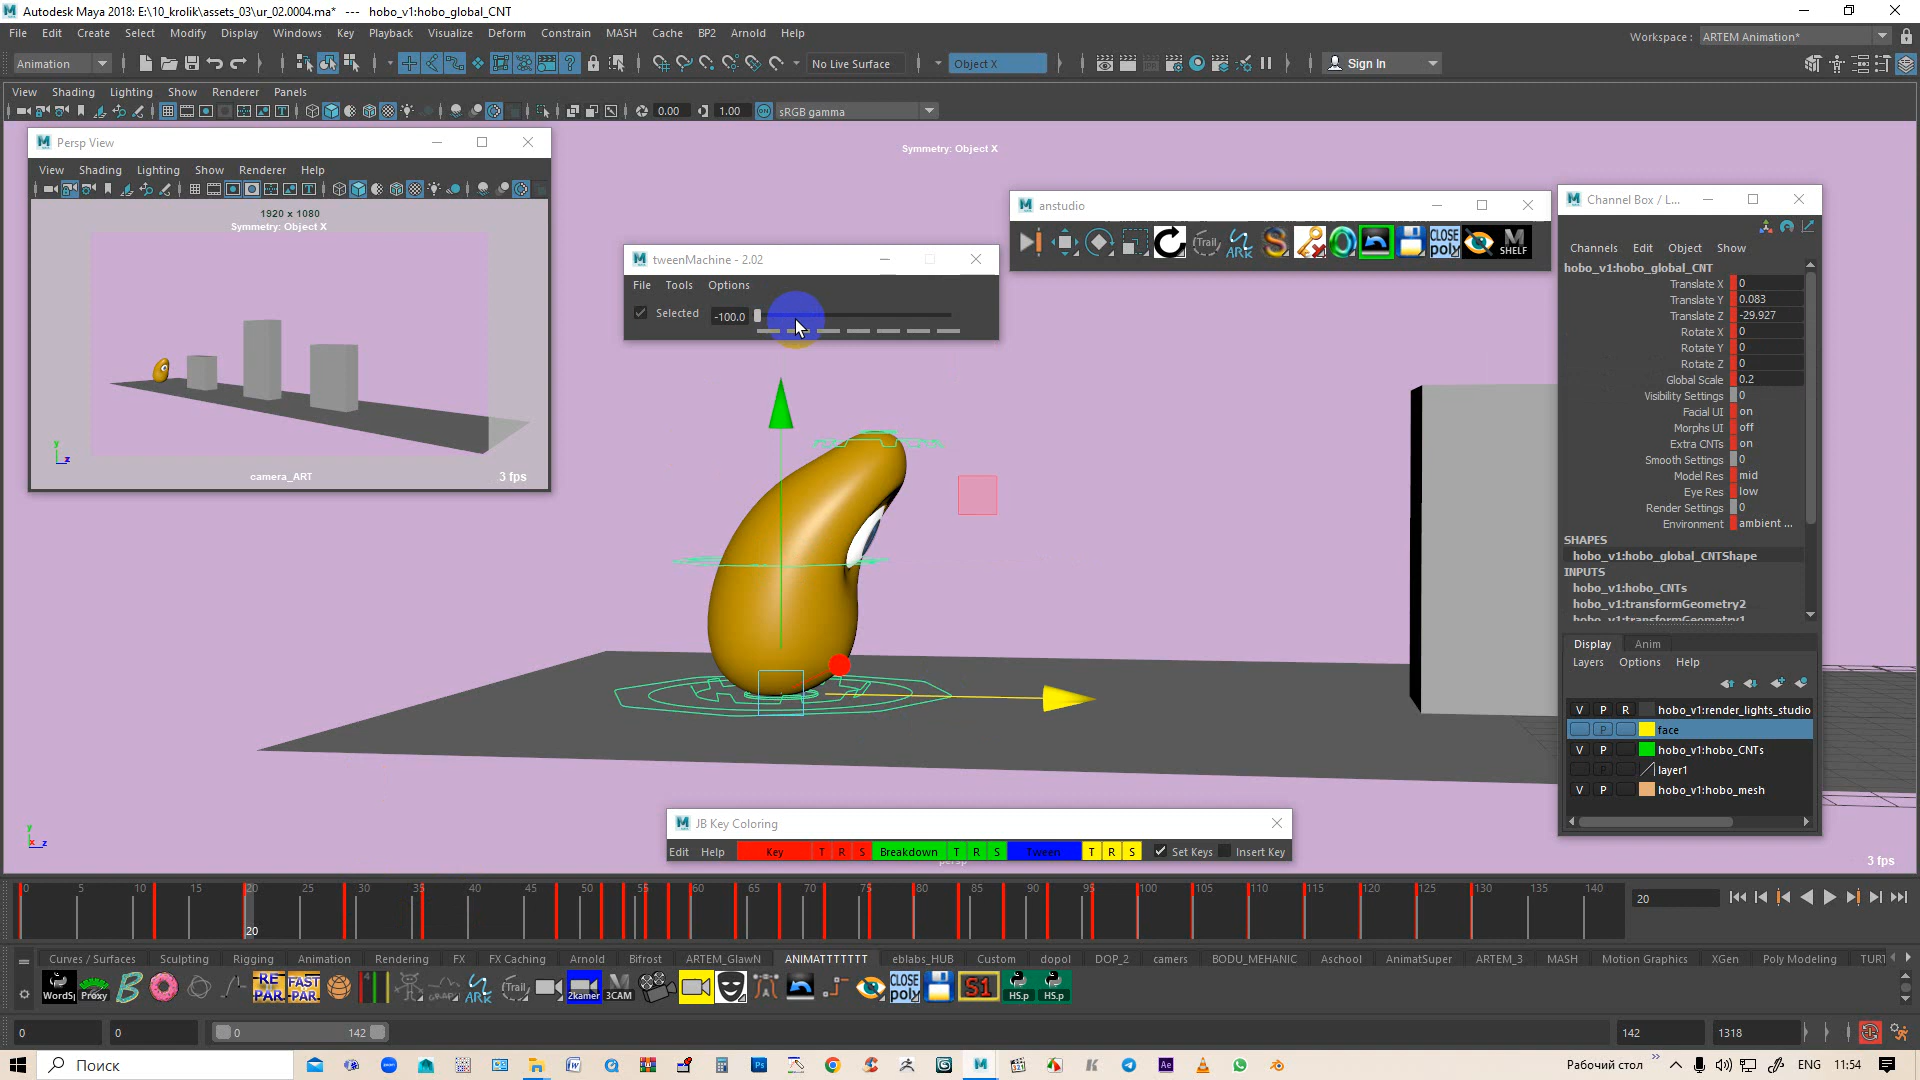 Autodesk Maya 2018: E:\10_krolik\assets_03\ur_02.0004.ma* --- hobo_v1:hobo_global_CNT
File Edit Create Select Modify Display Windows Key Playback Visualize Deform Constrain MASH Cache BP2 Arnold Help
Workspace : ARTEM Animation*
Animation No Live Surface Object X Sign In
View Shading Lighting Show Renderer Panels
0.00 1.00 sRGB gamma
Symmetry: Object X
Persp View
View Shading Lighting Show Renderer Help
1920 x 1080
Symmetry: Object X
camera_ART
3 fps
tweenMachine - 2.02
File Tools Options
Selected -100.0
anstudio
Trail ARK CLOSE poly M SHELF
Channel Box / L...
Channels Edit Object Show
hobo_v1:hobo_global_CNT
Translate X 0
Translate Y 0.083
Translate Z -29.927
Rotate X 0
Rotate Y 0
Rotate Z 0
Global Scale 0.2
Visibility Settings 0
Facial UI on
Morphs UI off
Extra CNTs on
Smooth Settings 0
Model Res mid
Eye Res low
Render Settings 0
Environment ambient ...
SHAPES
hobo_v1:hobo_global_CNTShape
INPUTS
hobo_v1:hobo_CNTs
hobo_v1:transformGeometry2
hobo_v1:transformGeometry1
Display Anim
Layers Options Help
V P R hobo_v1:render_lights_studio
P face
V P hobo_v1:hobo_CNTs
P layer1
V P hobo_v1:hobo_mesh
JB Key Coloring
Edit Help Key T R S Breakdown T R S Tween T R S Set Keys Insert Key
persp
3 fps
0 5 10 15 20 25 30 35 40 45 50 55 60 65 70 75 80 85 90 95 100 105 110 115 120 125 130 135 140
20
20
Curves / Surfaces Sculpting Rigging Animation Rendering FX FX Caching Arnold Bifrost ARTEM_GlawN ANIMATTTTTTT eblabs_HUB Custom dopol DOP_2 camers BODU_MEHANIC Aschool AnimatSuper ARTEM_3 MASH Motion Graphics XGen Poly Modeling TURT
WordS Proxy RE PAR FAST PAR ARK Trail 2kamer 3CAM CLOSE poly S1 HS.p HS.p
0 0 0 142 142 1318
Поиск
Рабочий стол
ENG 11:54